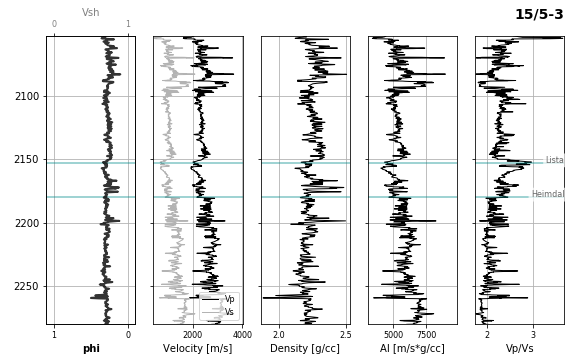 15/5-3
Vsh
0 1
2100
2150
2200
2250
Lista
Heimdal
Vp
Vs
1 0
2000 4000
2.0 2.5
5000 7500
2 3
phi
Velocity [m/s]
Density [g/cc]
AI [m/s*g/cc]
Vp/Vs